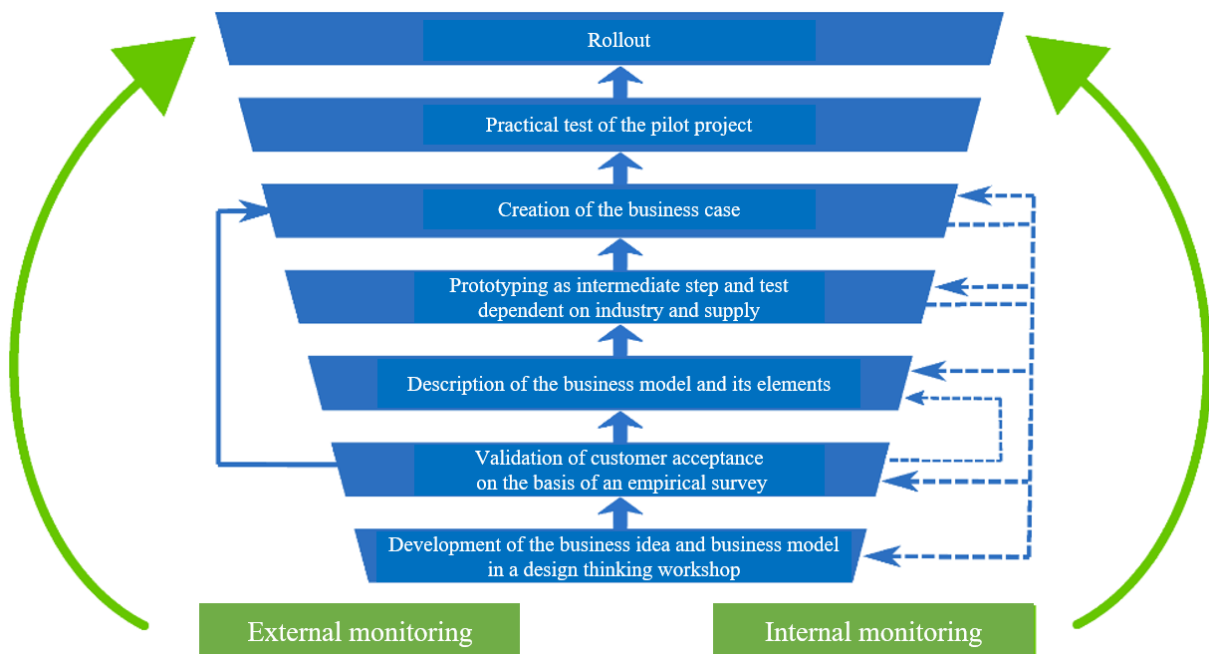 Rollout
Practical test of the pilot project
Creation of the business case
Prototyping as intermediate step and test
dependent on industry and supply
Description of the business model and its elements
Validation of customer acceptance
on the basis of an empirical survey
Development of the business idea and business model
in a design thinking workshop
External monitoring
Internal monitoring